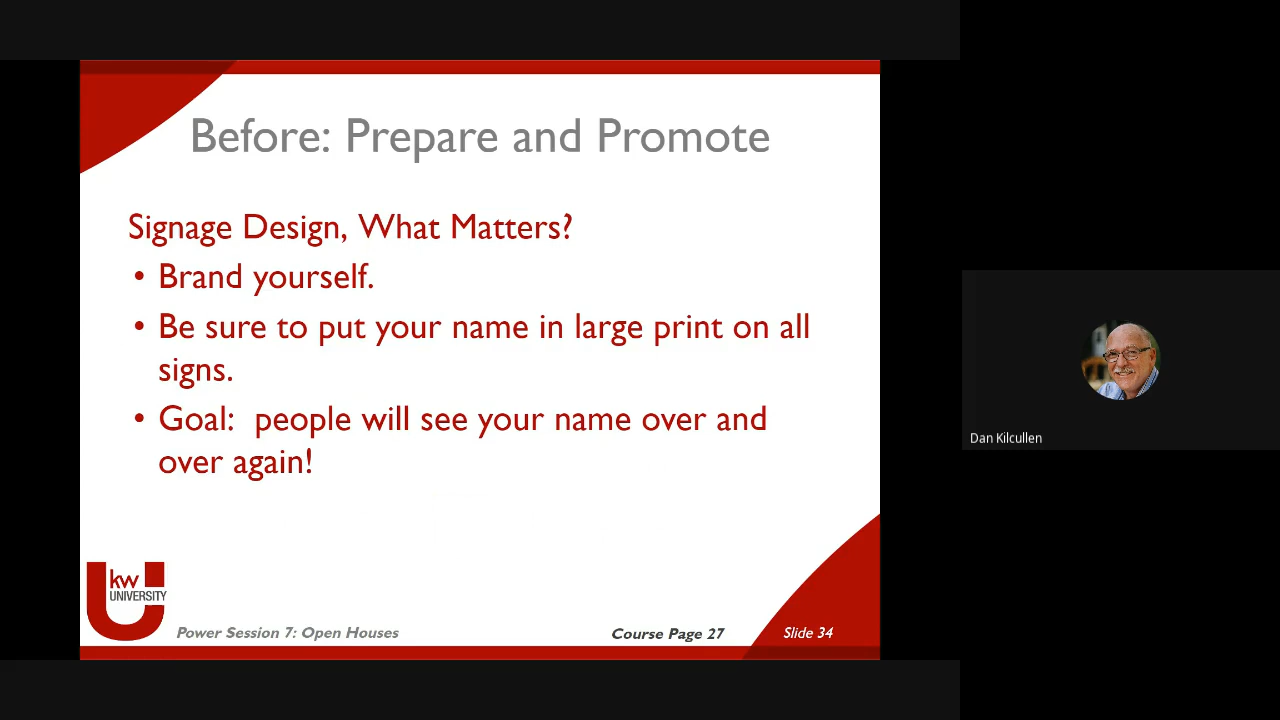 Before: Prepare and Promote
Signage Design, What Matters?
• Brand yourself.
• Be sure to put your name in large print on all
signs.
• Goal:  people will see your name over and
over again!
kw
UNIVERSITY
Power Session 7: Open Houses
Course Page 27
Slide 34
Dan Kilcullen